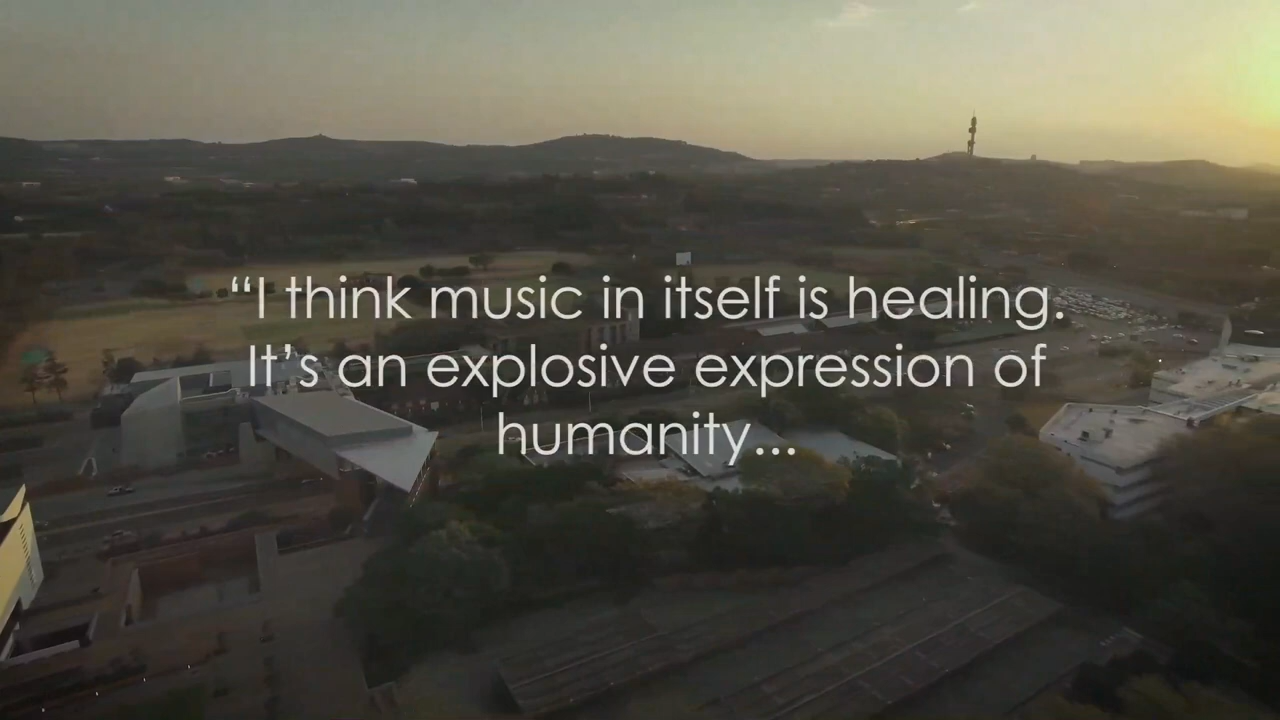 “I think music in itself is healing.
It’s an explosive expression of
humanity...